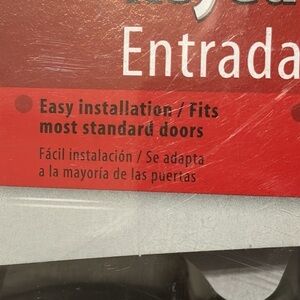 Entrada
Easy installation / Fits
most standard doors
Fácil instalación / Se adapta
a la mayoría de las puertas